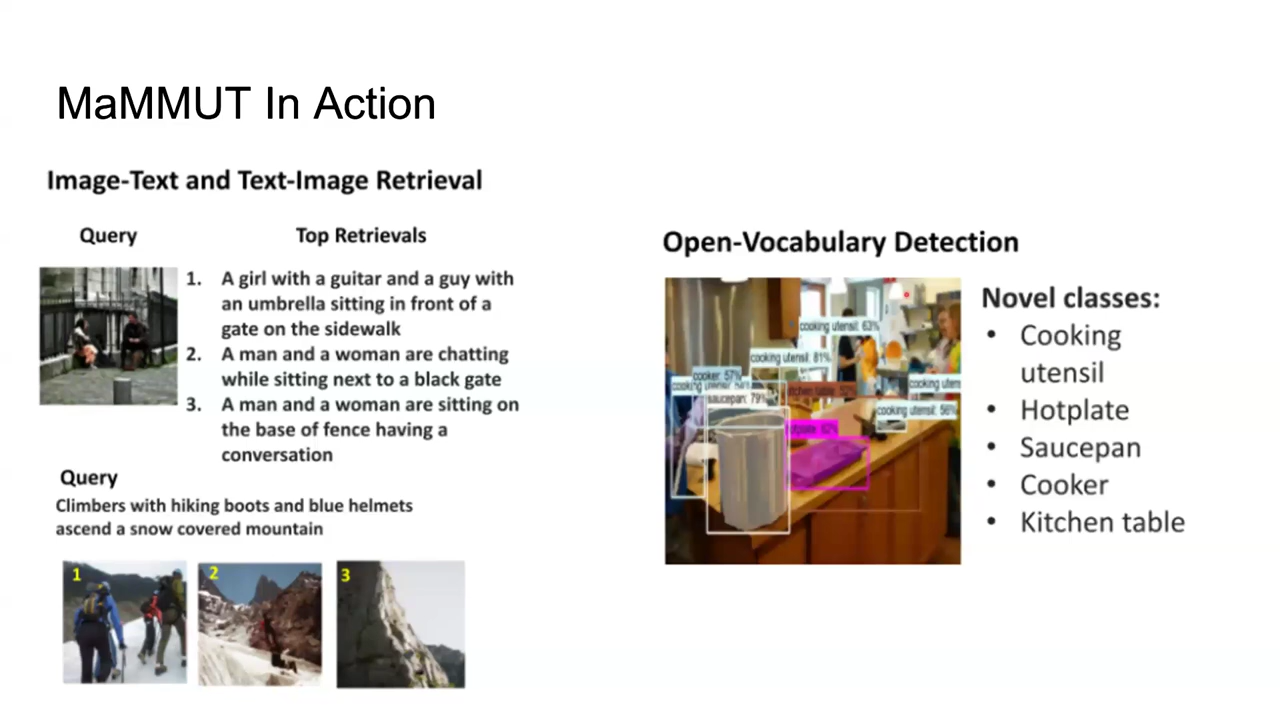 MaMMUT In Action
Image-Text and Text-Image Retrieval
Query
Top Retrievals
1. A girl with a guitar and a guy with
an umbrella sitting in front of a
gate on the sidewalk
2. A man and a woman are chatting
while sitting next to a black gate
3. A man and a woman are sitting on
the base of fence having a
conversation
Query
Climbers with hiking boots and blue helmets
ascend a snow covered mountain
1
2
3
Open-Vocabulary Detection
cooking utensil: 63%
cooking utensil: 81%
cooker: 57%
saucepan: 79%
cooking uten
cooking utensil: 56%
Novel classes:
• Cooking
utensil
• Hotplate
• Saucepan
• Cooker
• Kitchen table